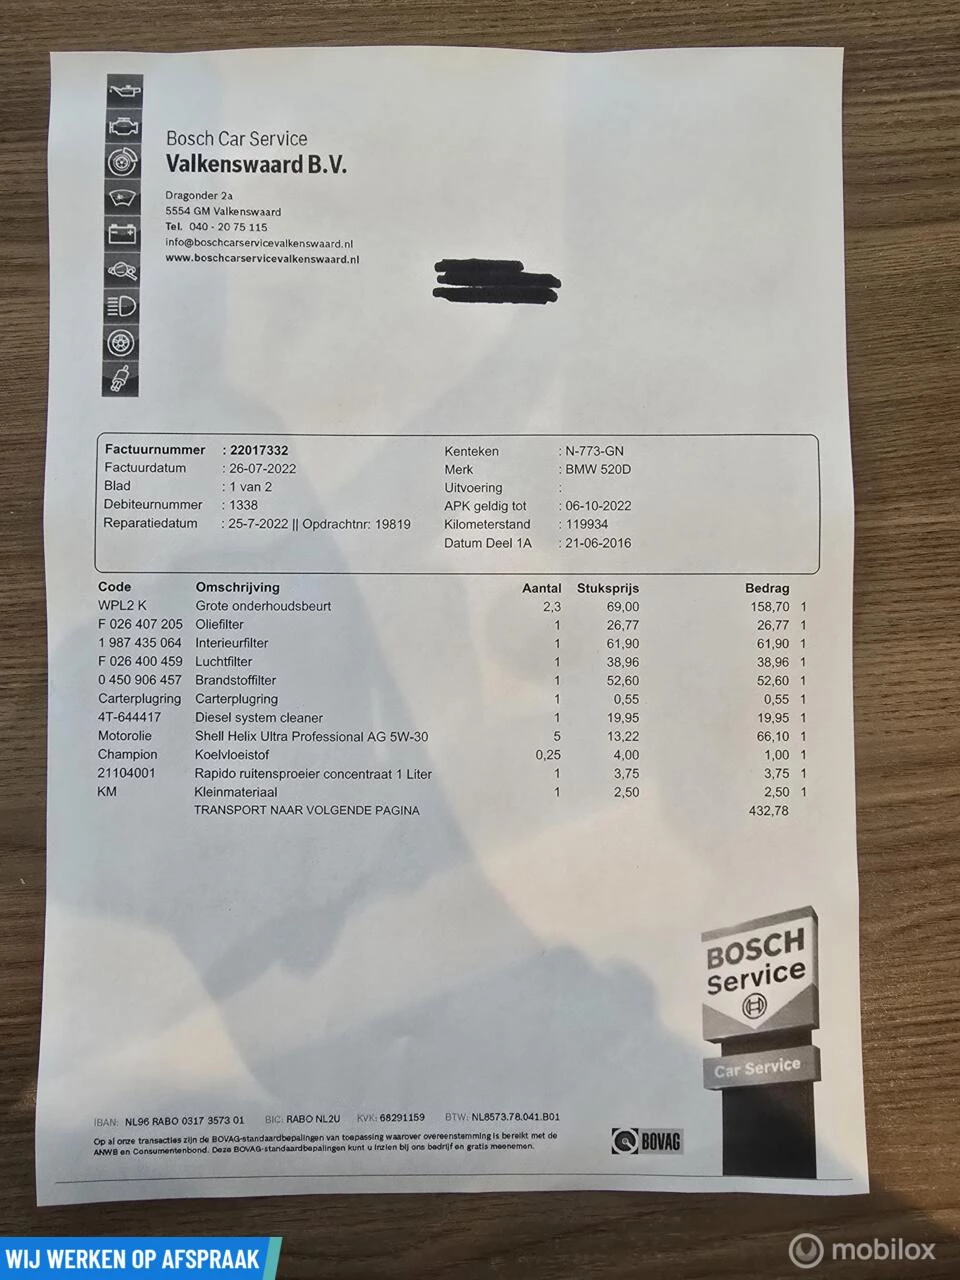 Bosch Car Service
Valkenswaard B.V.
Dragonder 2a
5554 GM Valkenswaard
Tel. 040 - 20 75 115
info@boschcarservicevalkenswaard.nl
www.boschcarservicevalkenswaard.nl
Factuurnummer : 22017332 Kenteken : N-773-GN
Factuurdatum : 26-07-2022 Merk : BMW 520D
Blad : 1 van 2 Uitvoering :
Debiteurnummer : 1338 APK geldig tot : 06-10-2022
Reparatiedatum : 25-7-2022 || Opdrachtnr: 19819 Kilometerstand : 119934
Datum Deel 1A : 21-06-2016
Code Omschrijving Aantal Stuksprijs Bedrag
WPL2 K Grote onderhoudsbeurt 2,3 69,00 158,70 1
F 026 407 205 Oliefilter 1 26,77 26,77 1
1 987 435 064 Interieurfilter 1 61,90 61,90 1
F 026 400 459 Luchtfilter 1 38,96 38,96 1
0 450 906 457 Brandstoffilter 1 52,60 52,60 1
Carterplugring Carterplugring 1 0,55 0,55 1
4T-644417 Diesel system cleaner 1 19,95 19,95 1
Motorolie Shell Helix Ultra Professional AG 5W-30 5 13,22 66,10 1
Champion Koelvloeistof 0,25 4,00 1,00 1
21104001 Rapido ruitensproeier concentraat 1 Liter 1 3,75 3,75 1
KM Kleinmateriaal 1 2,50 2,50 1
TRANSPORT NAAR VOLGENDE PAGINA 432,78
BOSCH
Service
Car Service
IBAN: NL96 RABO 0317 3573 01 BIC: RABO NL2U KVK: 68291159 BTW: NL8573.78.041.B01
Op al onze transacties zijn de BOVAG-standaardbepalingen van toepassing waarover overeenstemming is bereikt met de
ANWB en Consumentenbond. Deze BOVAG-standaardbepalingen kunt u inzien bij ons bedrijf en gratis meenemen.
BOVAG
WIJ WERKEN OP AFSPRAAK
mobilox